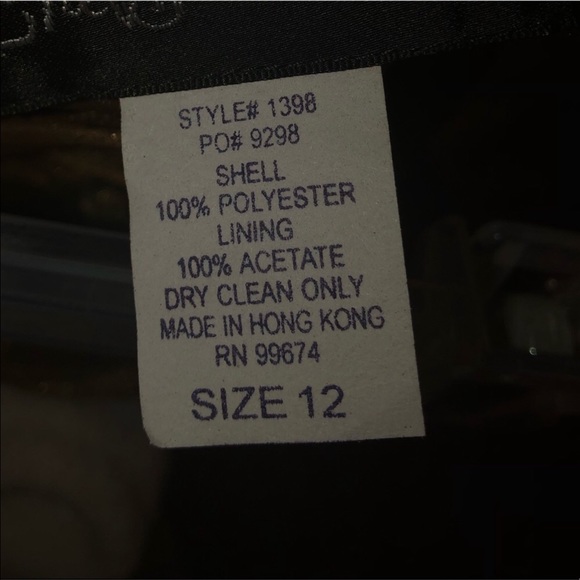 STYLE# 1398
PO# 9298
SHELL
100% POLYESTER
LINING
100% ACETATE
DRY CLEAN ONLY
MADE IN HONG KONG
RN 99674
SIZE 12